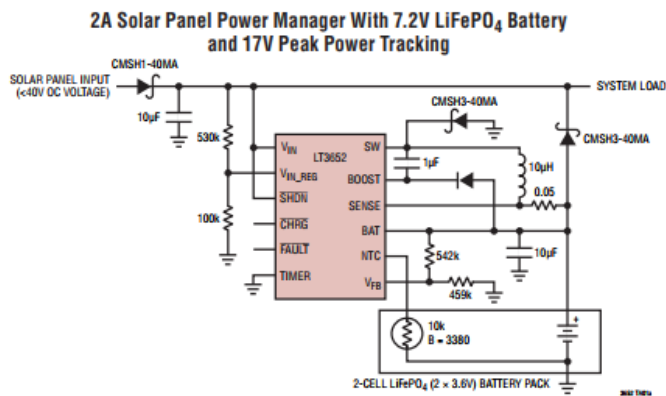 2A Solar Panel Power Manager With 7.2V LiFePO4 Battery
and 17V Peak Power Tracking
CMSH1-40MA
SOLAR PANEL INPUT
(<40V DC VOLTAGE)
SYSTEM LOAD
10µF
530k
100k
CMSH3-40MA
CMSH3-40MA
LT3652
VIN
VIN_REG
SHDN
CHRG
FAULT
TIMER
SW
BOOST
SENSE
BAT
NTC
VFB
1µF
10µH
0.05
542k
10µF
459k
10k
B = 3380
+
2-CELL LiFePO4 (2 × 3.6V) BATTERY PACK
3652 TA01a